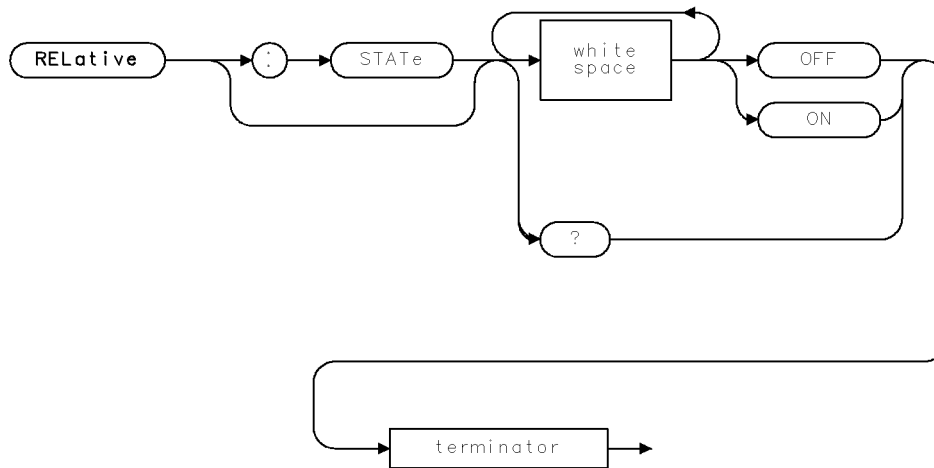 RELative
:
STATe
white
space
OFF
ON
?
terminator